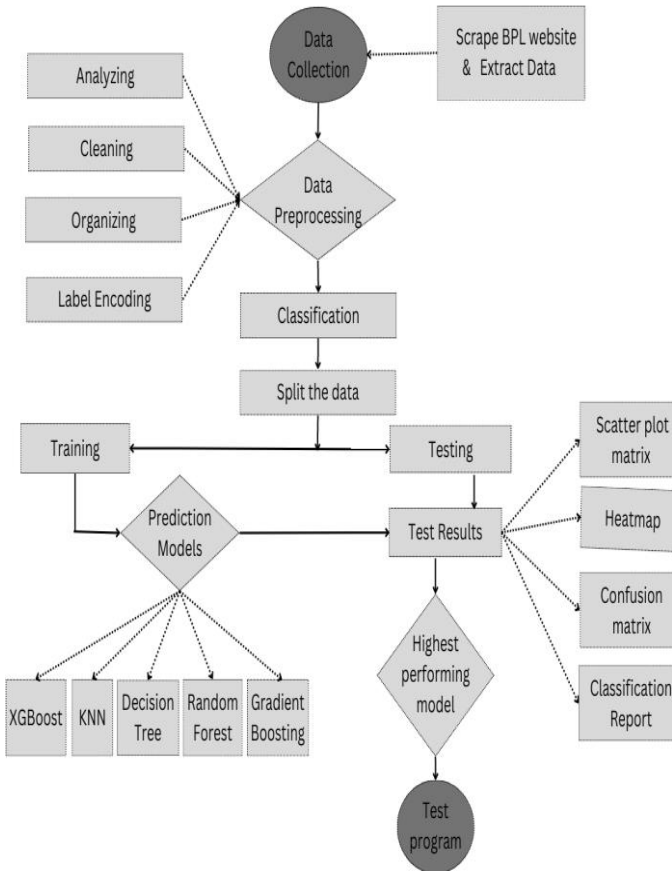 Data
Collection
Scrape BPL website
& Extract Data
Analyzing
Cleaning
Organizing
Label Encoding
Data
Preprocessing
Classification
Split the data
Training
Testing
Prediction
Models
Test Results
Scatter plot
matrix
Heatmap
Confusion
matrix
Classification
Report
XGBoost
KNN
Decision
Tree
Random
Forest
Gradient
Boosting
Highest
performing
model
Test
program